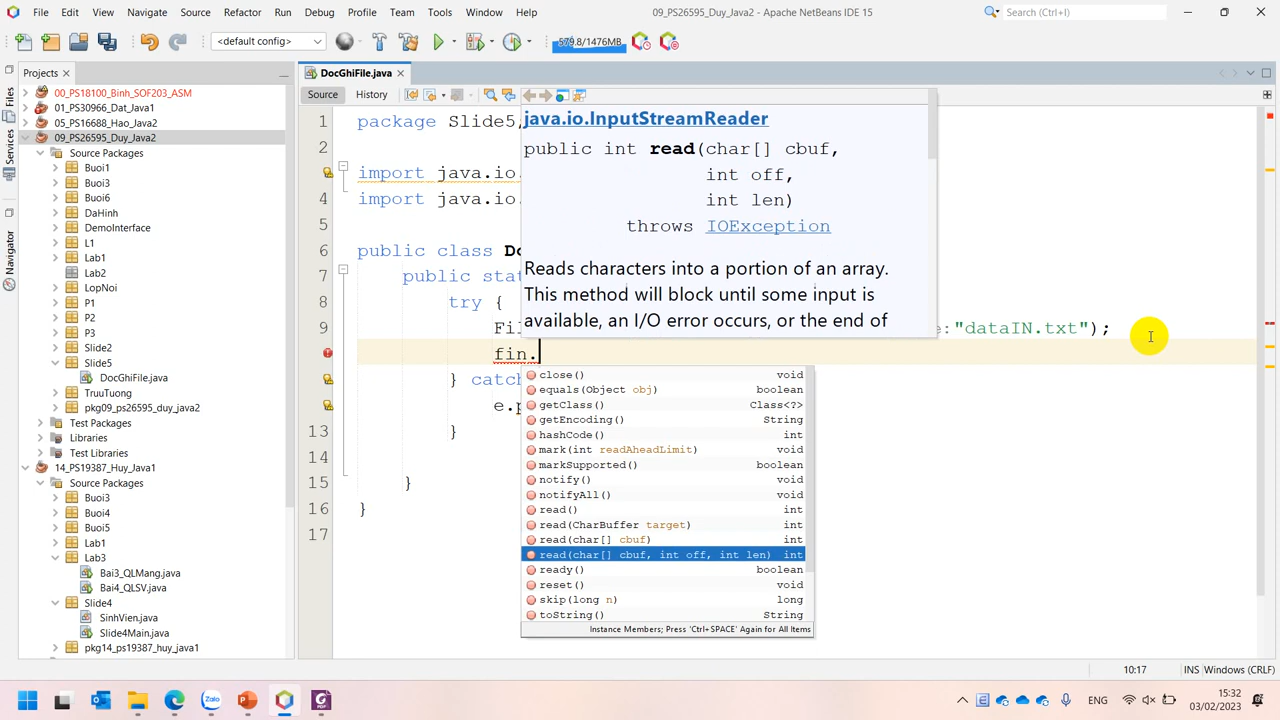 File Edit View Navigate Source Refactor Run Debug Profile Team Tools Window Help
09_PS26595_Duy_Java2 - Apache NetBeans IDE 15
Search (Ctrl+I)
<default config>
579.8/1476MB
Projects
DocGhiFile.java
Files
Services
Navigator
00_PS18100_Binh_SOF203_ASM
01_PS30966_Dat_Java1
05_PS16688_Hao_Java2
09_PS26595_Duy_Java2
Source Packages
Buoi1
Buoi3
Buoi6
DaHinh
DemoInterface
L1
Lab1
Lab2
LopNoi
P1
P2
P3
Slide2
Slide5
DocGhiFile.java
TruuTuong
pkg09_ps26595_duy_java2
Test Packages
Libraries
Test Libraries
14_PS19387_Huy_Java1
Source Packages
Buoi3
Buoi4
Buoi5
Lab1
Lab3
Bai3_QLMang.java
Bai4_QLSV.java
Slide4
SinhVien.java
Slide4Main.java
pkg14_ps19387_huy_java1
Source History
1 package Slide5;
2
import java.io.
4 import java.io.
5
6 public class Do
7 public stat
8 try {
9 Fi e:"dataIN.txt");
fin.
} catch
e.p
13 }
14
15 }
16 }
17
java.io.InputStreamReader
public int read(char[] cbuf,
int off,
int len)
throws IOException
Reads characters into a portion of an array.
This method will block until some input is
available, an I/O error occurs, or the end of
close() void
equals(Object obj) boolean
getClass() Class<?>
getEncoding() String
hashCode() int
mark(int readAheadLimit) void
markSupported() boolean
notify() void
notifyAll() void
read() int
read(CharBuffer target) int
read(char[] cbuf) int
read(char[] cbuf, int off, int len) int
ready() boolean
reset() void
skip(long n) long
toString() String
Instance Members; Press 'Ctrl+SPACE' Again for All Items
10:17 INS Windows (CRLF)
Zalo
ENG
15:32
03/02/2023